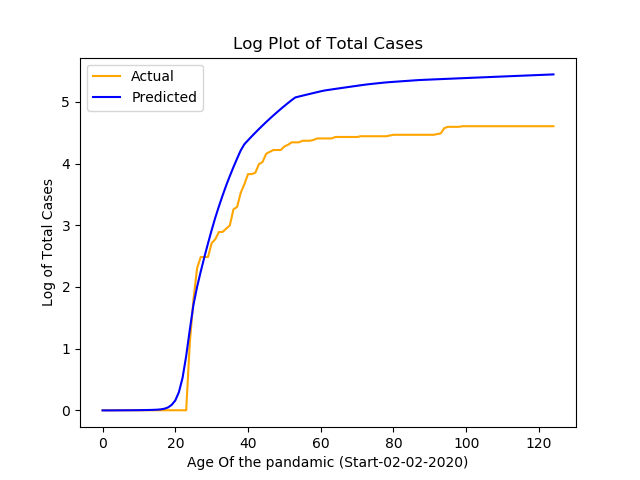 Log Plot of Total Cases
Actual
Predicted
Log of Total Cases
5
4
3
2
1
0
0 20 40 60 80 100 120
Age Of the pandamic (Start-02-02-2020)